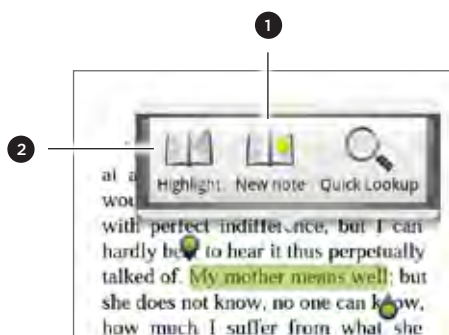 1
2
Highlight New note Quick Lookup
at a
wou
with perfect indifference, but I can
hardly be to hear it thus perpetually
talked of. My mother means well; but
she does not know, no one can know,
how much I suffer from what she